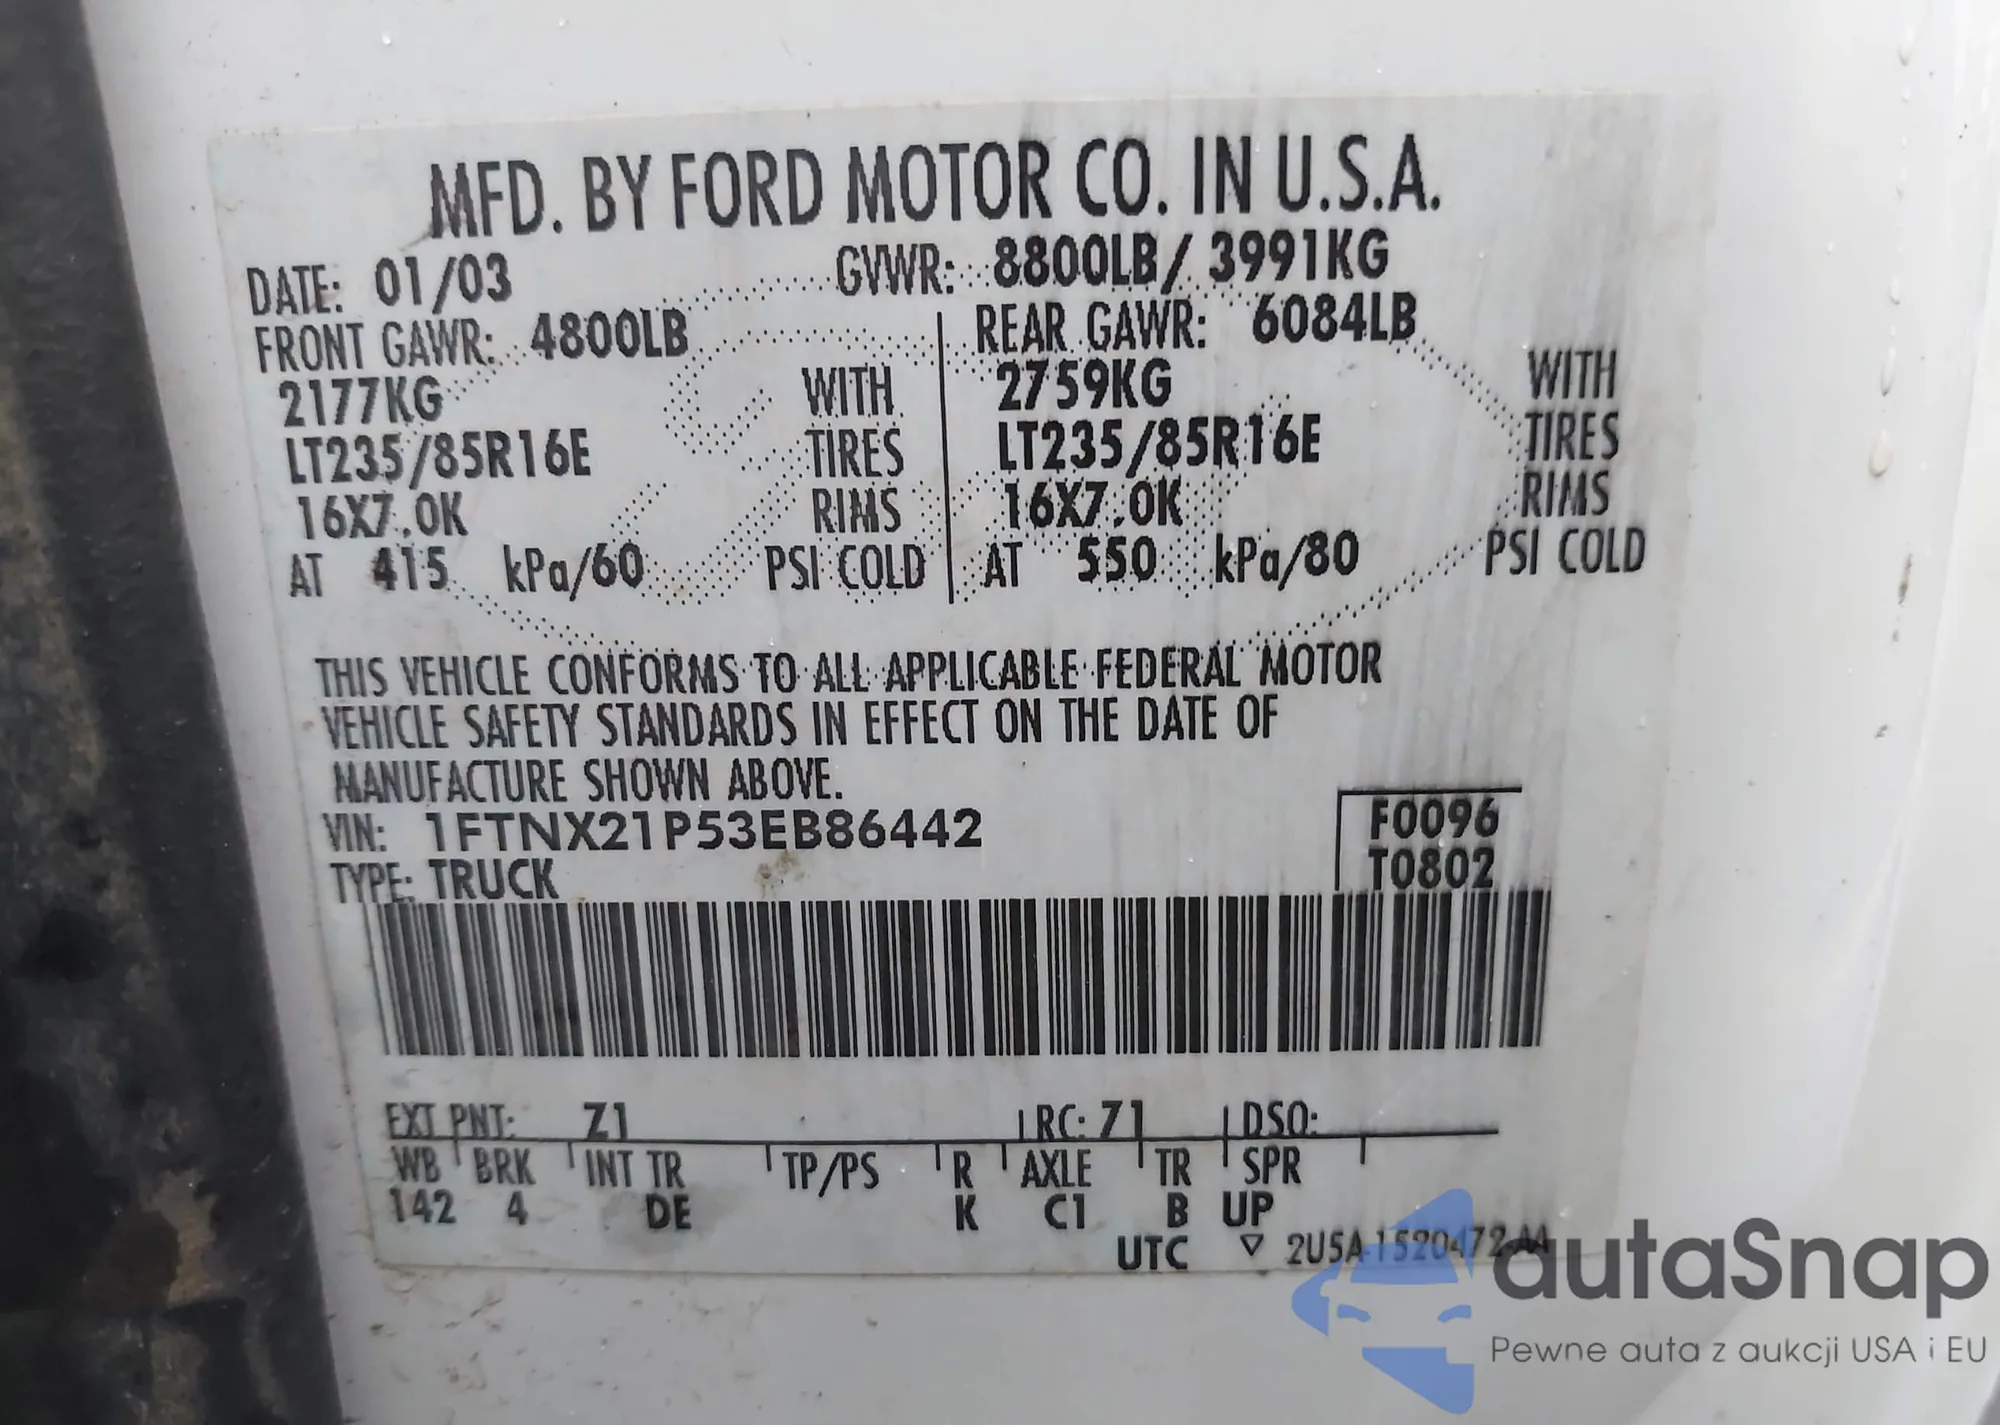 MFD. BY FORD MOTOR CO. IN U.S.A.
DATE: 01/03 GVWR: 8800LB/ 3991KG
FRONT GAWR: 4800LB REAR GAWR: 6084LB
2177KG WITH 2759KG WITH
LT235/85R16E TIRES LT235/85R16E TIRES
16X7.0K RIMS 16X7.0K RIMS
AT 415 kPa/60 PSI COLD AT 550 kPa/80 PSI COLD
THIS VEHICLE CONFORMS TO ALL APPLICABLE FEDERAL MOTOR
VEHICLE SAFETY STANDARDS IN EFFECT ON THE DATE OF
MANUFACTURE SHOWN ABOVE.
VIN: 1FTNX21P53EB86442 F0096
TYPE: TRUCK T0802
EXT PNT: Z1 RC: 71 DSO:
WB BRK INT TR TP/PS R AXLE TR SPR
142 4 DE K C1 B UP
UTC ▽ 2U5A-1520472-AA
autaSnap
Pewne auta z aukcji USA i EU